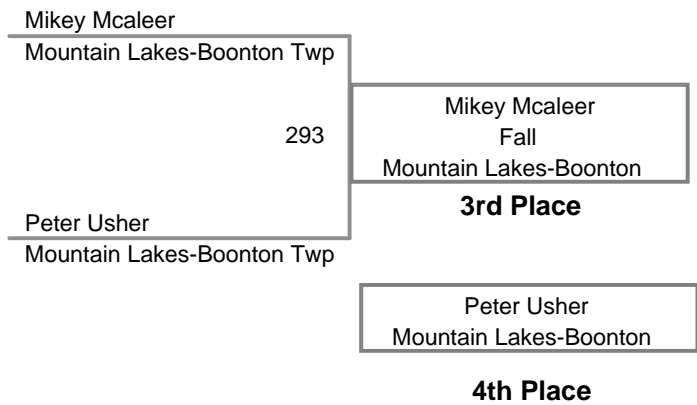 Mikey Mcaleer
Mountain Lakes-Boonton Twp
293
Mikey Mcaleer
Fall
Mountain Lakes-Boonton
3rd Place
Peter Usher
Mountain Lakes-Boonton Twp
Peter Usher
Mountain Lakes-Boonton
4th Place